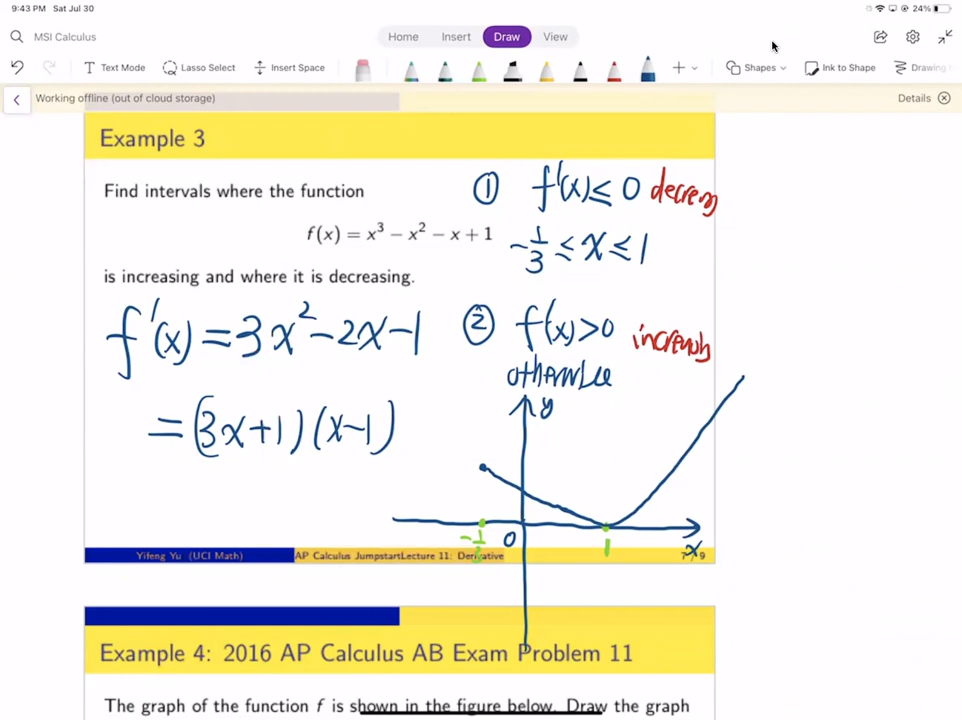 9:43 PM Sat Jul 30
24%
MSI Calculus
Home Insert Draw View
Text Mode Lasso Select Insert Space Shapes Ink to Shape Drawing
Working offline (out of cloud storage) Details
Example 3
Find intervals where the function
f(x) = x³ − x² − x + 1
is increasing and where it is decreasing.
f'(x) = 3x² − 2x − 1
= (3x+1)(x−1)
① f'(x) ≤ 0 decreas
−1/3 ≤ x ≤ 1
② f'(x) > 0
otherwise
y
−1/3 0 1 x
Yifeng Yu (UCI Math) AP Calculus JumpstartLecture 11: Derivative 7/9
Example 4: 2016 AP Calculus AB Exam Problem 11
The graph of the function f is shown in the figure below. Draw the graph